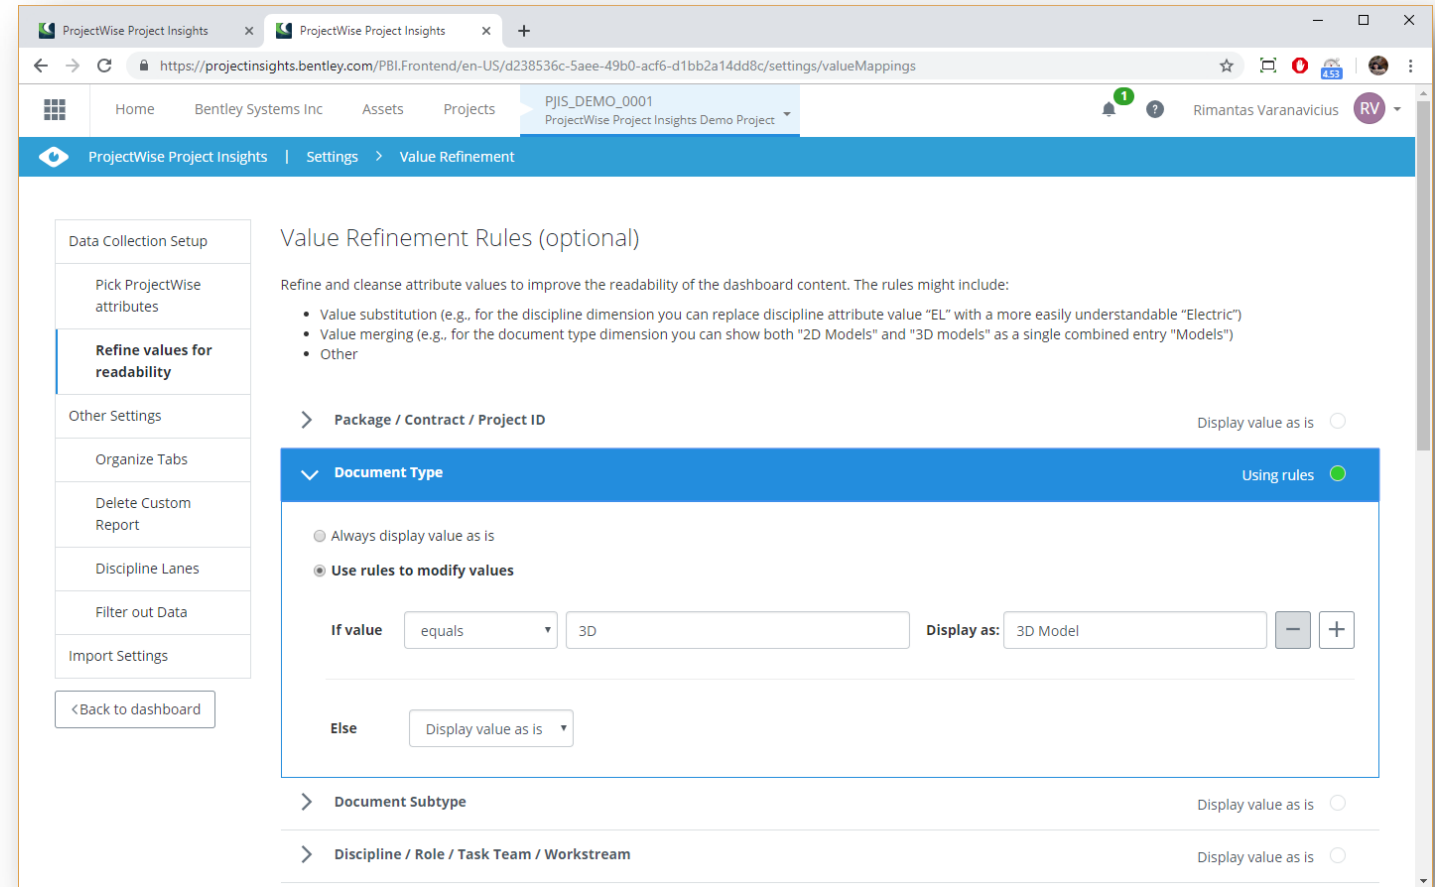 ProjectWise Project Insights
ProjectWise Project Insights
https://projectinsights.bentley.com/PBI.Frontend/en-US/d238536c-5aee-49b0-acf6-d1bb2a14dd8c/settings/valueMappings
4.53
Home
Bentley Systems Inc
Assets
Projects
PJIS_DEMO_0001
ProjectWise Project Insights Demo Project
1
?
Rimantas Varanavicius
RV
ProjectWise Project Insights | Settings > Value Refinement
Data Collection Setup
Pick ProjectWise
attributes
Refine values for
readability
Other Settings
Organize Tabs
Delete Custom
Report
Discipline Lanes
Filter out Data
Import Settings
<Back to dashboard
Value Refinement Rules (optional)
Refine and cleanse attribute values to improve the readability of the dashboard content. The rules might include:
• Value substitution (e.g., for the discipline dimension you can replace discipline attribute value “EL” with a more easily understandable “Electric”)
• Value merging (e.g., for the document type dimension you can show both "2D Models" and "3D models" as a single combined entry "Models")
• Other
Package / Contract / Project ID
Display value as is
Document Type
Using rules
Always display value as is
Use rules to modify values
If value
equals
3D
Display as:
3D Model
Else
Display value as is
Document Subtype
Display value as is
Discipline / Role / Task Team / Workstream
Display value as is